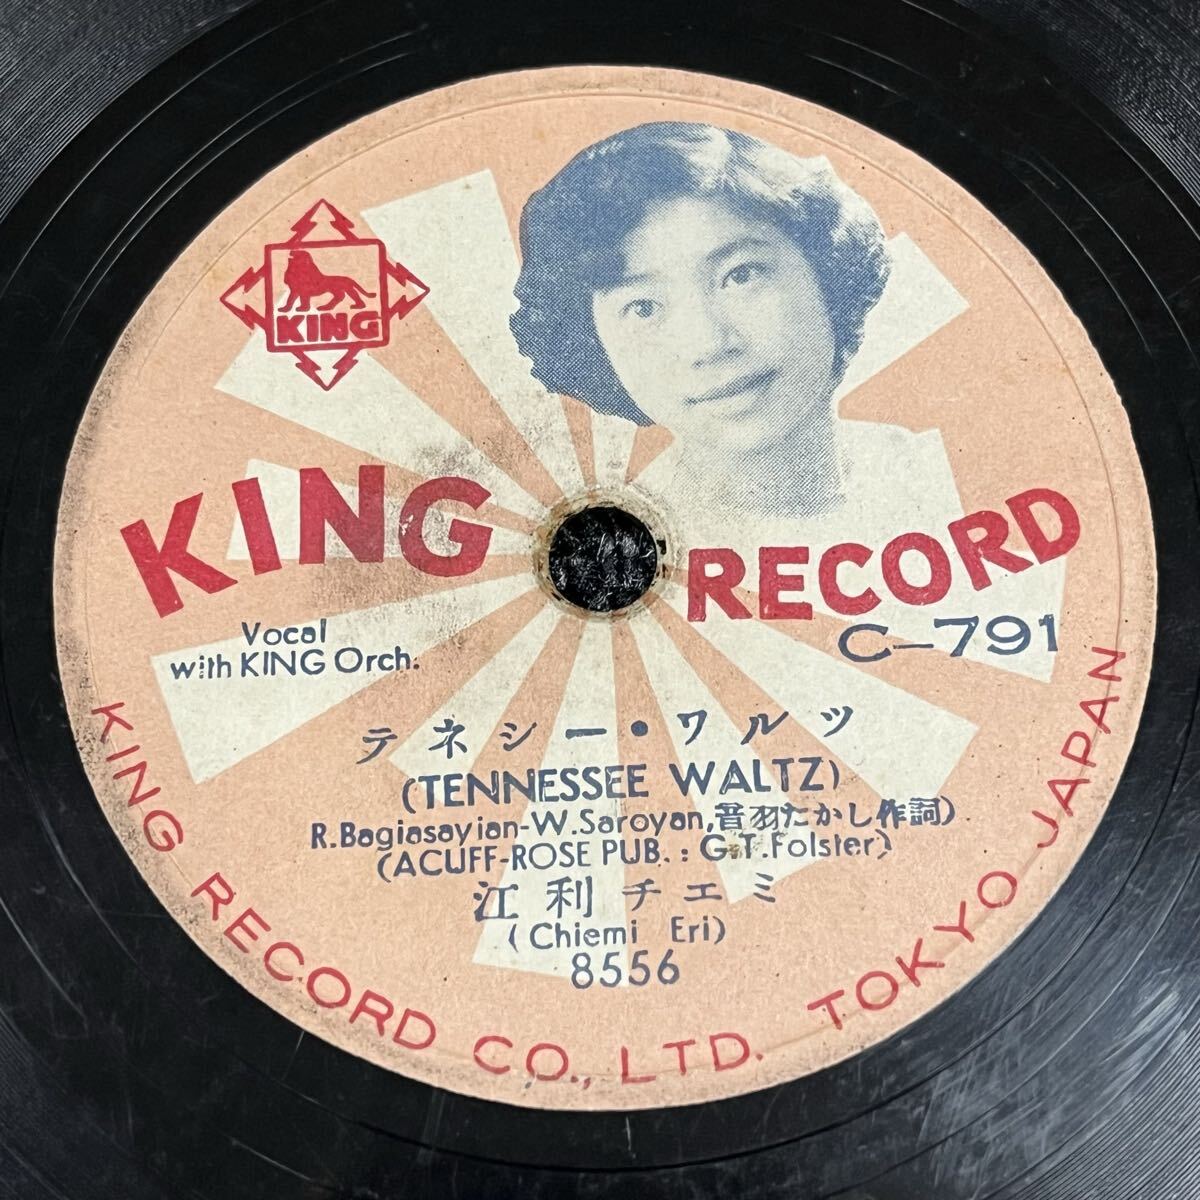 KING
KING RECORD
C-791
Vocal
with KING Orch.
テネシー・ワルツ
(TENNESSEE WALTZ)
R.Bagiasayian-W.Saroyan,音羽たかし作詞)
(ACUFF-ROSE PUB.: G.T.Folster)
江利チエミ
(Chiemi Eri)
8556
KING RECORD CO., LTD. TOKYO JAPAN